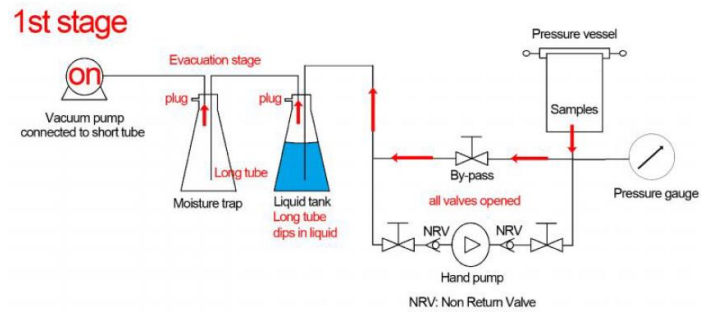 1st stage
Pressure vessel
Evacuation stage
on
plug
plug
Samples
Vacuum pump
connected to short tube
Long tube
By-pass
Pressure gauge
Moisture trap
Liquid tank
Long tube
dips in liquid
all valves opened
NRV
NRV
Hand pump
NRV: Non Return Valve